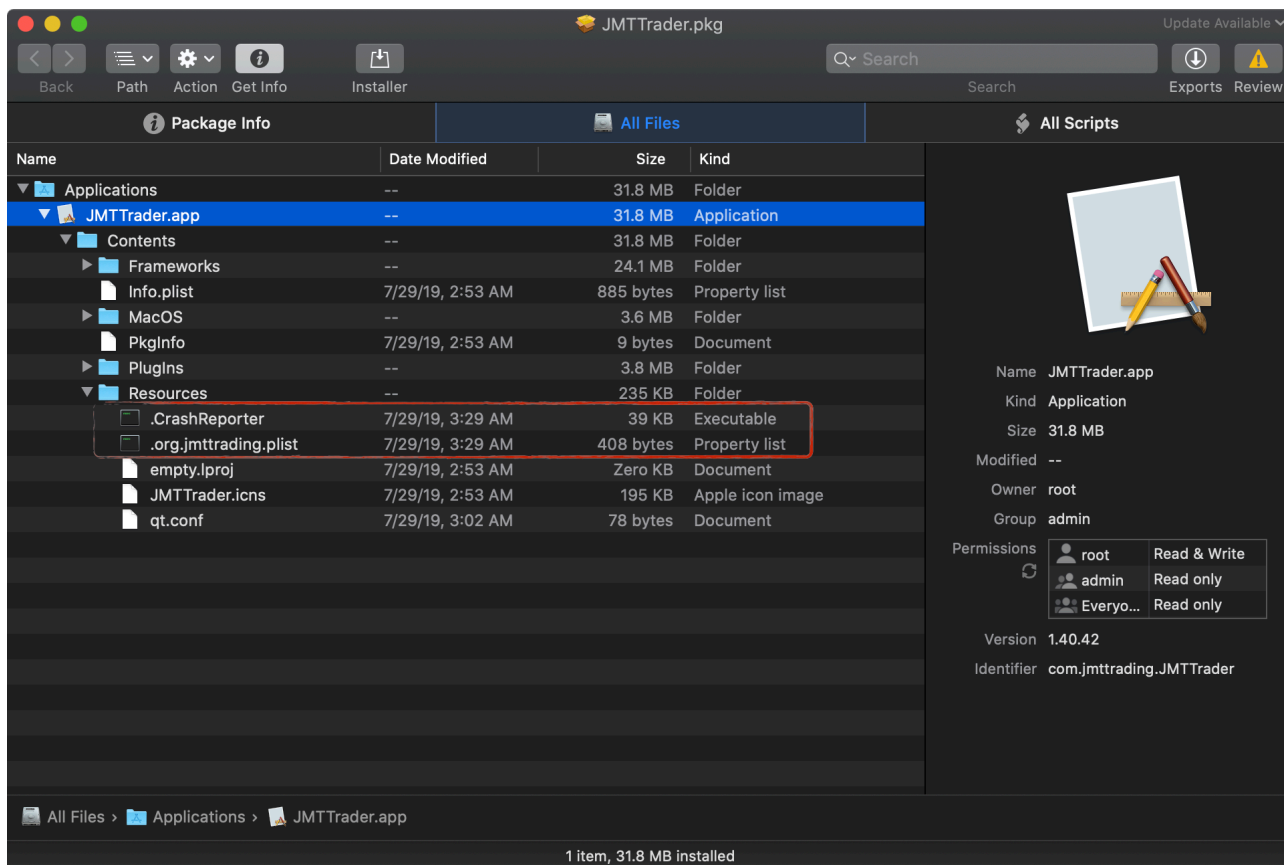 JMTTrader.pkg
Update Available
Search
Back Path Action Get Info Installer Search Exports Review
Package Info All Files All Scripts
Name Date Modified Size Kind
Applications -- 31.8 MB Folder
JMTTrader.app -- 31.8 MB Application
Contents -- 31.8 MB Folder
Frameworks -- 24.1 MB Folder
Info.plist 7/29/19, 2:53 AM 885 bytes Property list
MacOS -- 3.6 MB Folder
PkgInfo 7/29/19, 2:53 AM 9 bytes Document
PlugIns -- 3.8 MB Folder
Resources -- 235 KB Folder
.CrashReporter 7/29/19, 3:29 AM 39 KB Executable
.org.jmttrading.plist 7/29/19, 3:29 AM 408 bytes Property list
empty.lproj 7/29/19, 2:53 AM Zero KB Document
JMTTrader.icns 7/29/19, 2:53 AM 195 KB Apple icon image
qt.conf 7/29/19, 3:02 AM 78 bytes Document
Name JMTTrader.app
Kind Application
Size 31.8 MB
Modified --
Owner root
Group admin
Permissions
root Read & Write
admin Read only
Everyo... Read only
Version 1.40.42
Identifier com.jmttrading.JMTTrader
All Files › Applications › JMTTrader.app
1 item, 31.8 MB installed